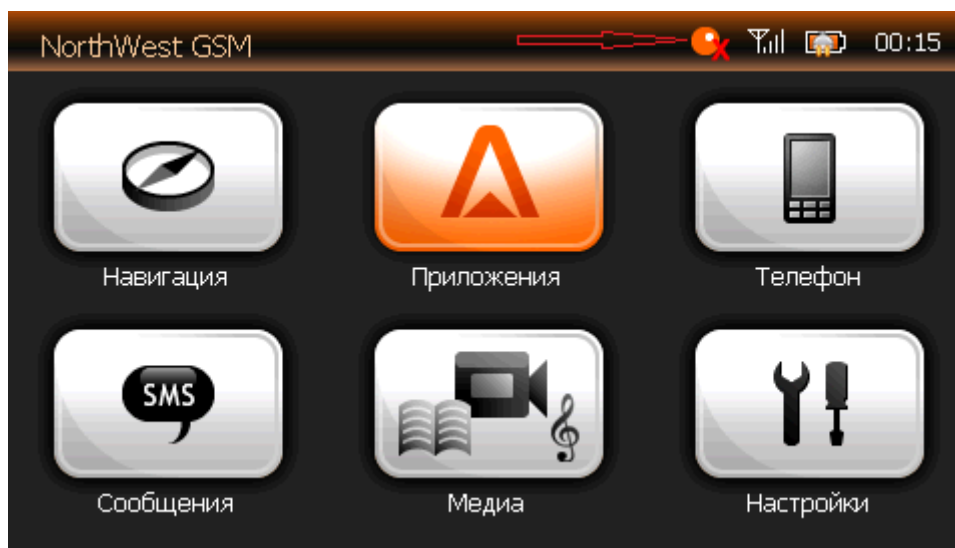 NorthWest GSM
00:15
Навигация
Приложения
Телефон
SMS
Сообщения
Медиа
Настройки